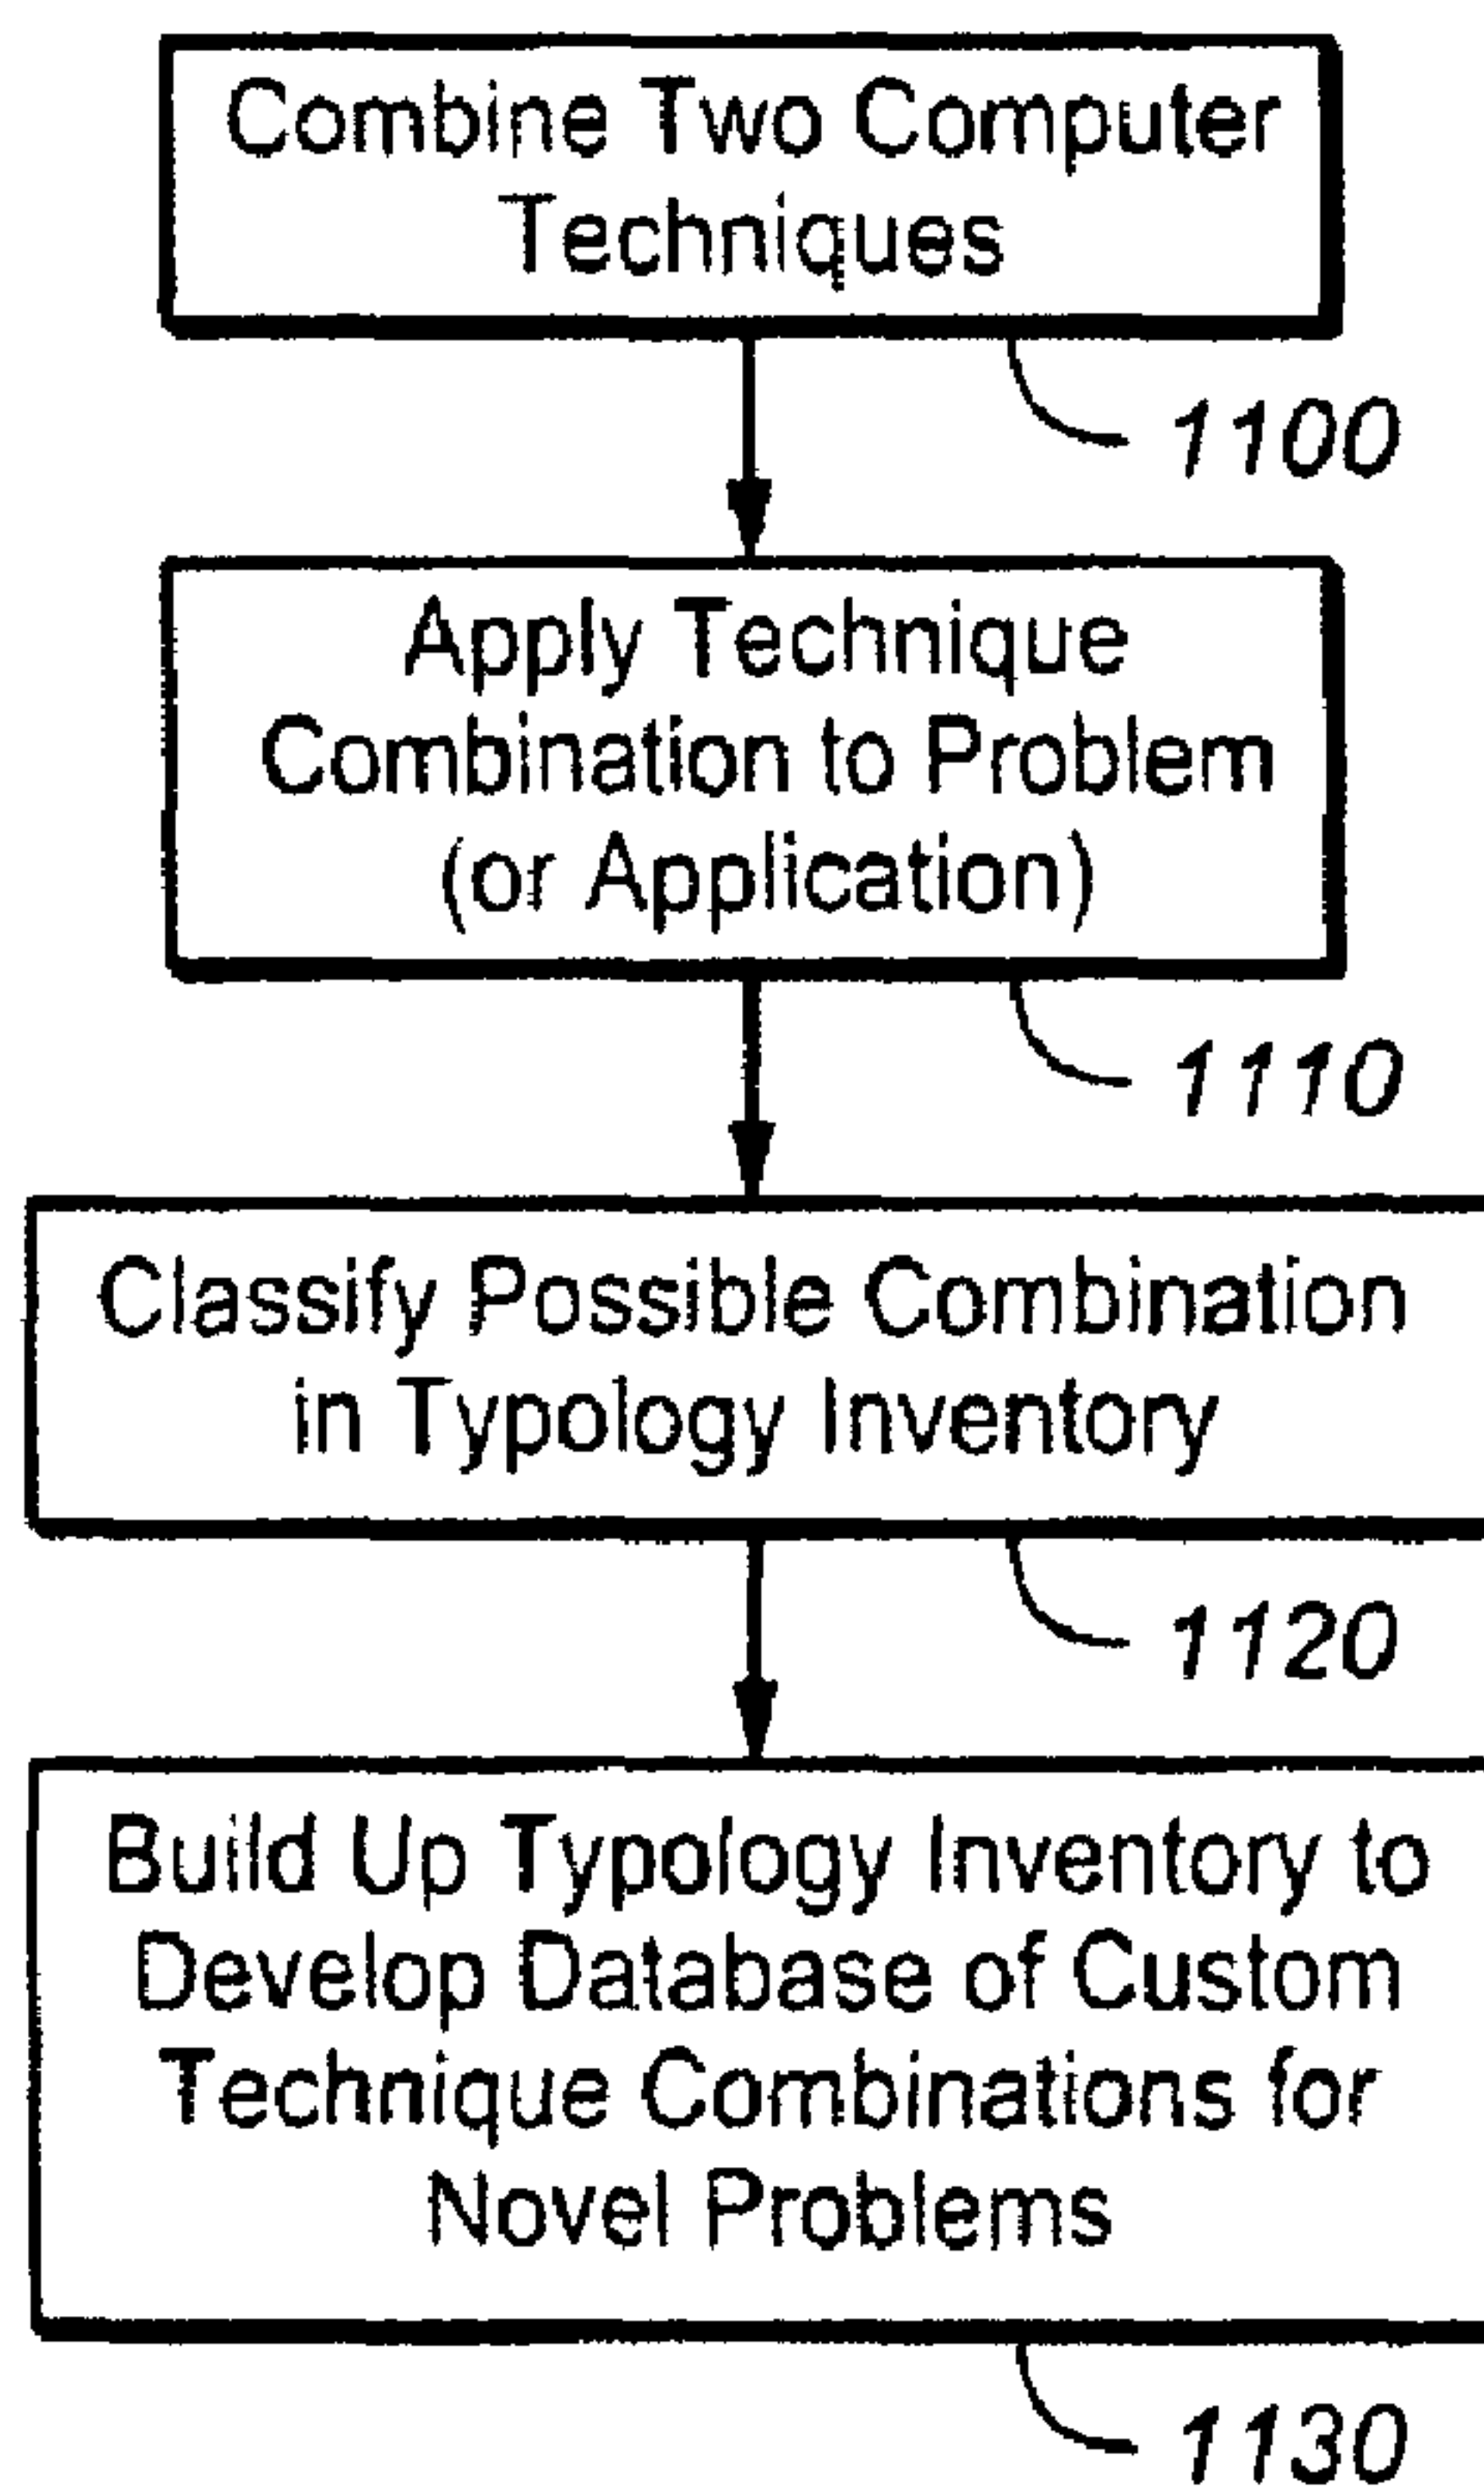 Combine Two Computer
Techniques
1100
Apply Technique
Combination to Problem
(or Application)
1110
Classify Possible Combination
in Typology Inventory
1120
Build Up Typology Inventory to
Develop Database of Custom
Technique Combinations for
Novel Problems
1130